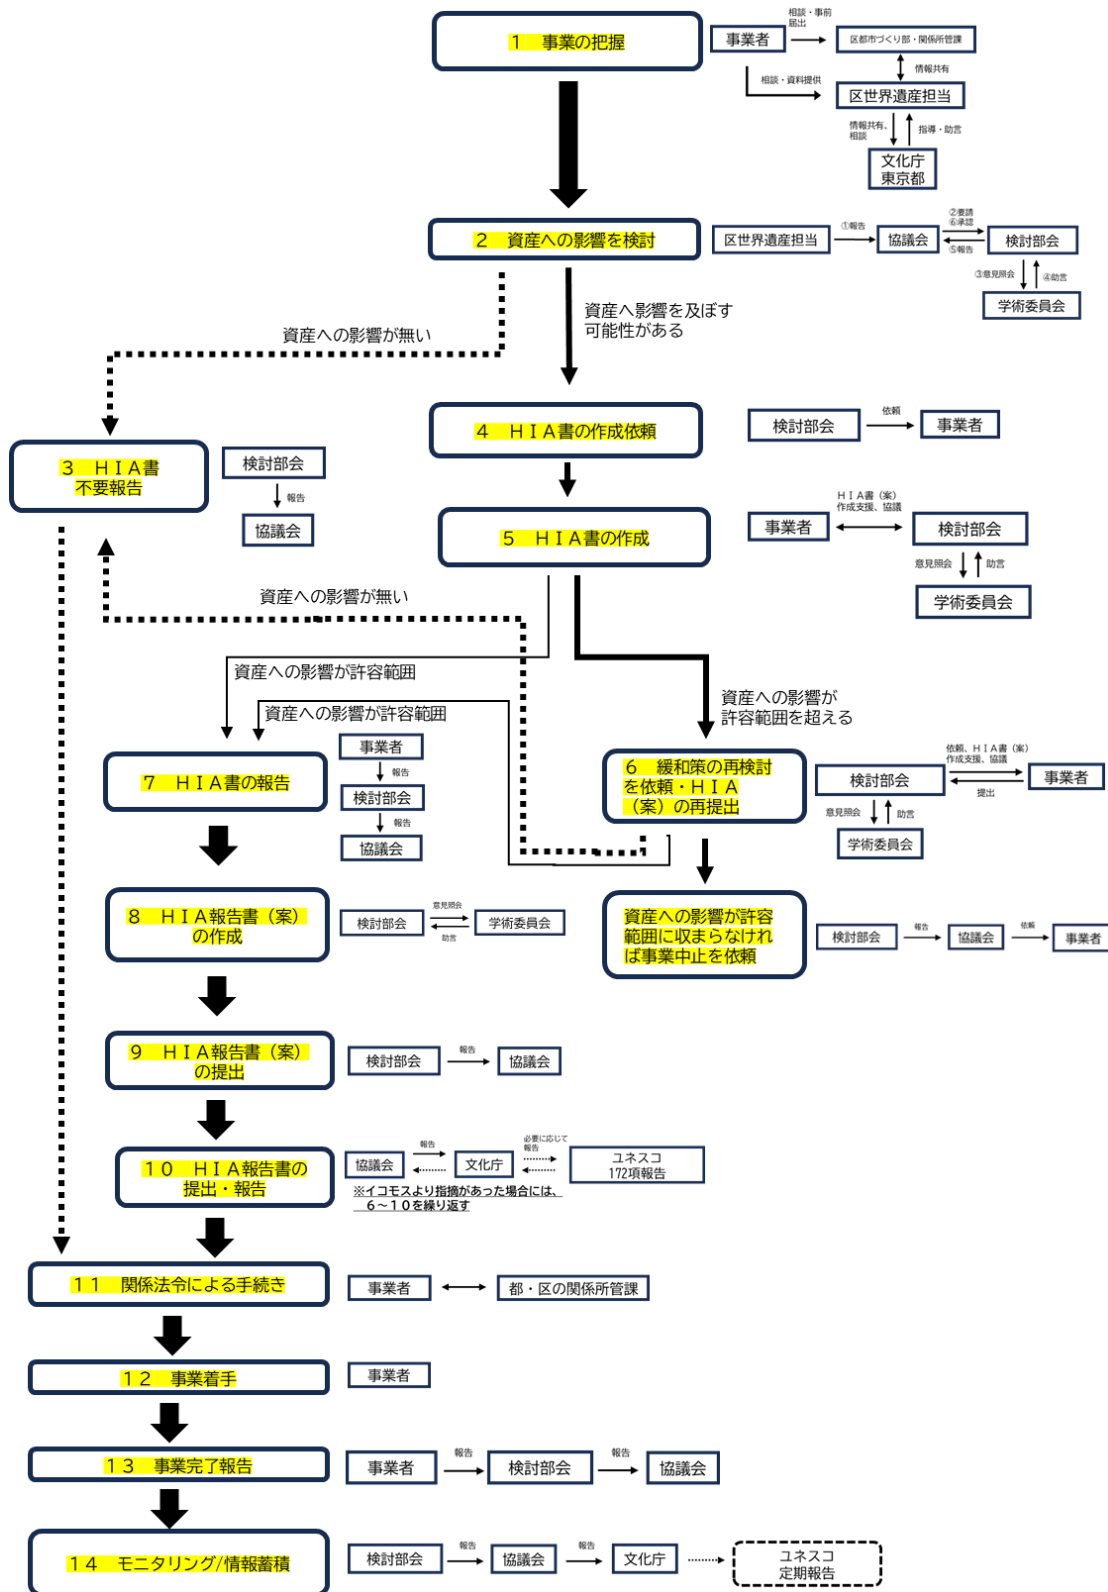 １　事業の把握
事業者
相談・事前
届出
区都市づくり部・関係所管課
情報共有
相談・資料提供
区世界遺産担当
情報共有、
相談
指導・助言
文化庁
東京都
２　資産への影響を検討
区世界遺産担当
①報告
協議会
②要請
⑥承認
⑤報告
検討部会
③意見照会
④助言
学術委員会
資産への影響が無い
資産へ影響を及ぼす
可能性がある
４　ＨＩＡ書の作成依頼
検討部会
依頼
事業者
３　ＨＩＡ書
不要報告
検討部会
報告
協議会
５　ＨＩＡ書の作成
事業者
ＨＩＡ書（案）
作成支援、協議
検討部会
意見照会
助言
学術委員会
資産への影響が無い
資産への影響が許容範囲
資産への影響が許容範囲
資産への影響が
許容範囲を超える
７　ＨＩＡ書の報告
事業者
報告
検討部会
報告
協議会
６　緩和策の再検討
を依頼・ＨＩＡ
（案）の再提出
検討部会
依頼、ＨＩＡ書（案）
作成支援、協議
提出
事業者
意見照会
助言
学術委員会
８　ＨＩＡ報告書（案）
の作成
検討部会
意見照会
助言
学術委員会
資産への影響が許容
範囲に収まらなけれ
ば事業中止を依頼
検討部会
報告
協議会
依頼
事業者
９　ＨＩＡ報告書（案）
の提出
検討部会
報告
協議会
１０　ＨＩＡ報告書の
提出・報告
協議会
報告
文化庁
必要に応じて
報告
ユネスコ
172項報告
※イコモスより指摘があった場合には、
６～１０を繰り返す
１１　関係法令による手続き
事業者
都・区の関係所管課
１２　事業着手
事業者
１３　事業完了報告
事業者
報告
検討部会
報告
協議会
１４　モニタリング/情報蓄積
検討部会
報告
協議会
報告
文化庁
ユネスコ
定期報告